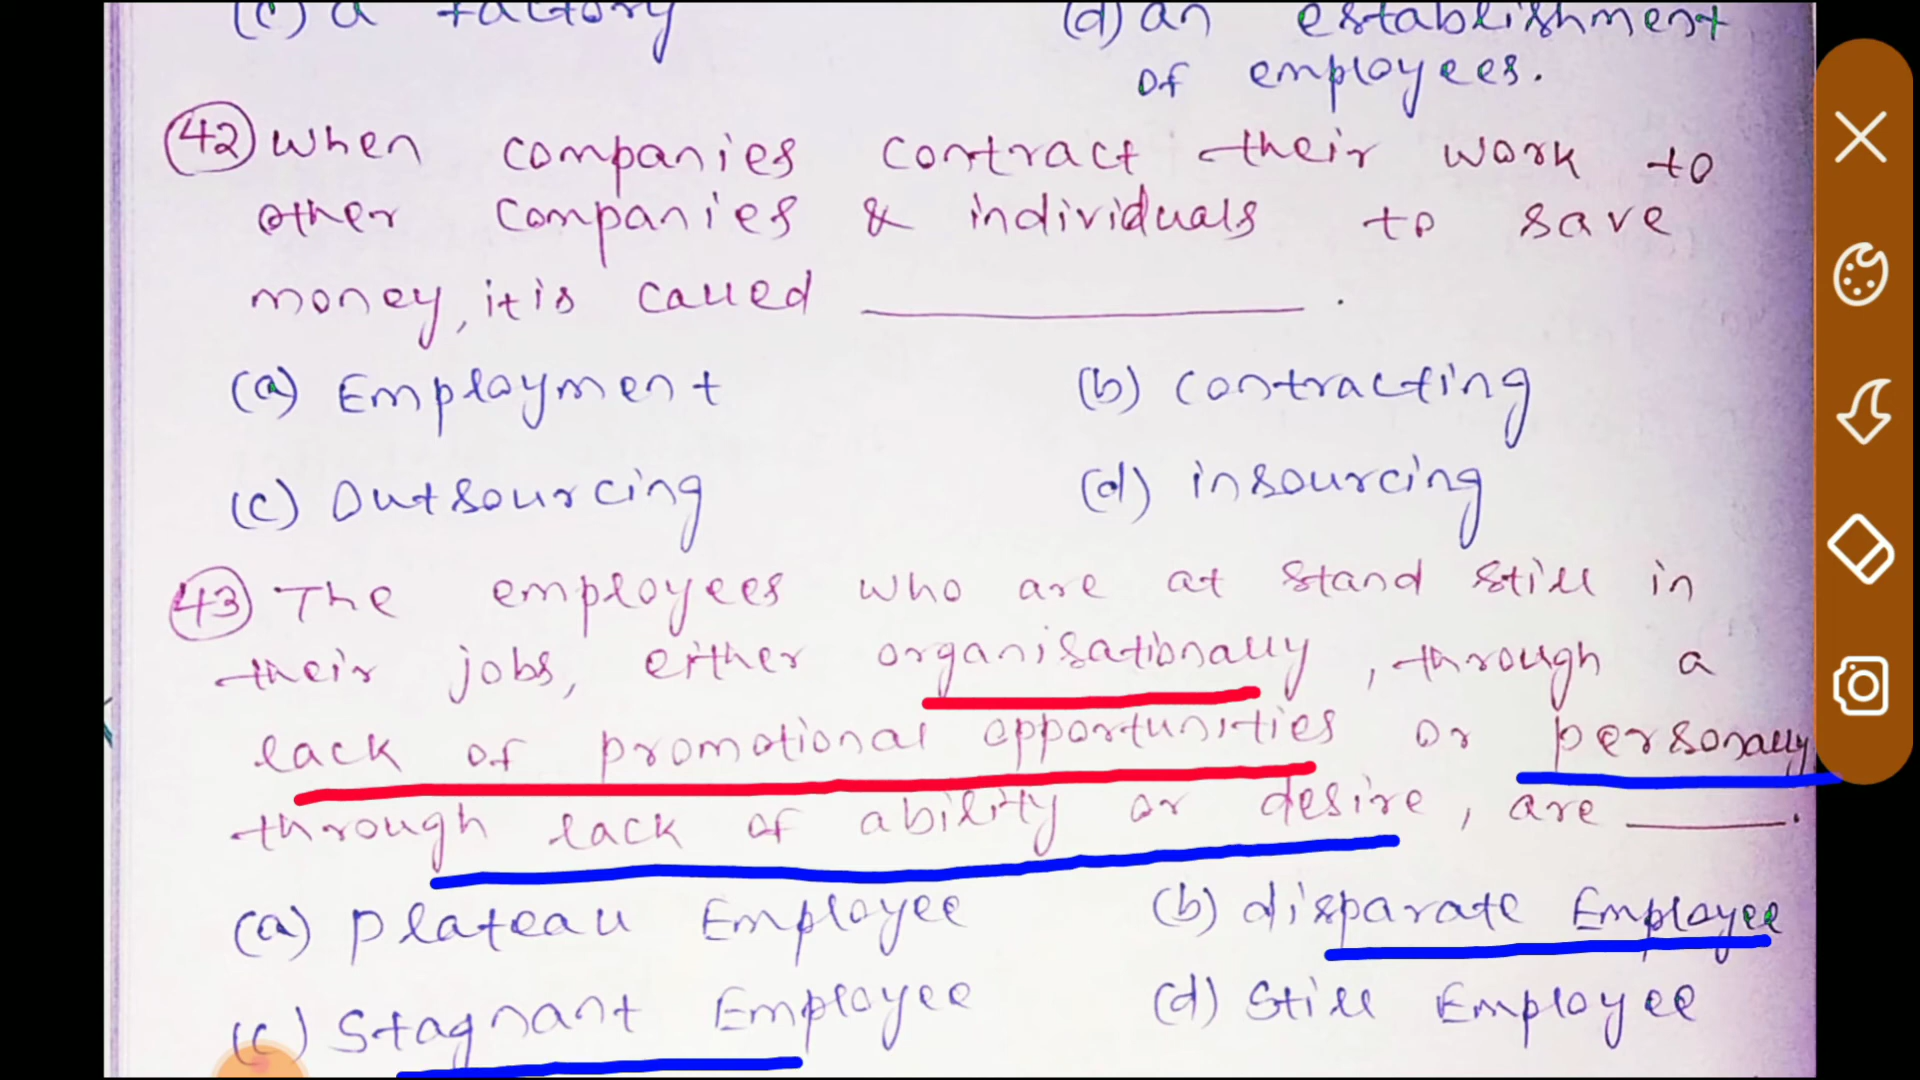 (c) a factory (d) an establishment
of employees.
42 When companies contract their work to
other companies & individuals to save
money, it is called ________ .
(a) Employment (b) contracting
(c) Outsourcing (d) insourcing
43 The employees who are at stand still in
their jobs, either organisationally, through a
lack of promotional opportunities or personally
through lack of ability or desire, are ____.
(a) plateau Employee (b) disparate Employee
(c) Stagnant Employee (d) Still Employee